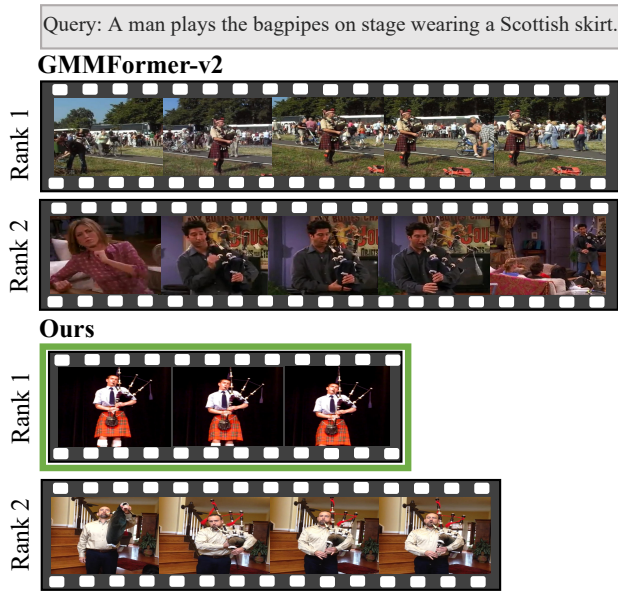 Query: A man plays the bagpipes on stage wearing a Scottish skirt.
GMMFormer-v2
Rank 1
Rank 2
Ours
Rank 1
Rank 2